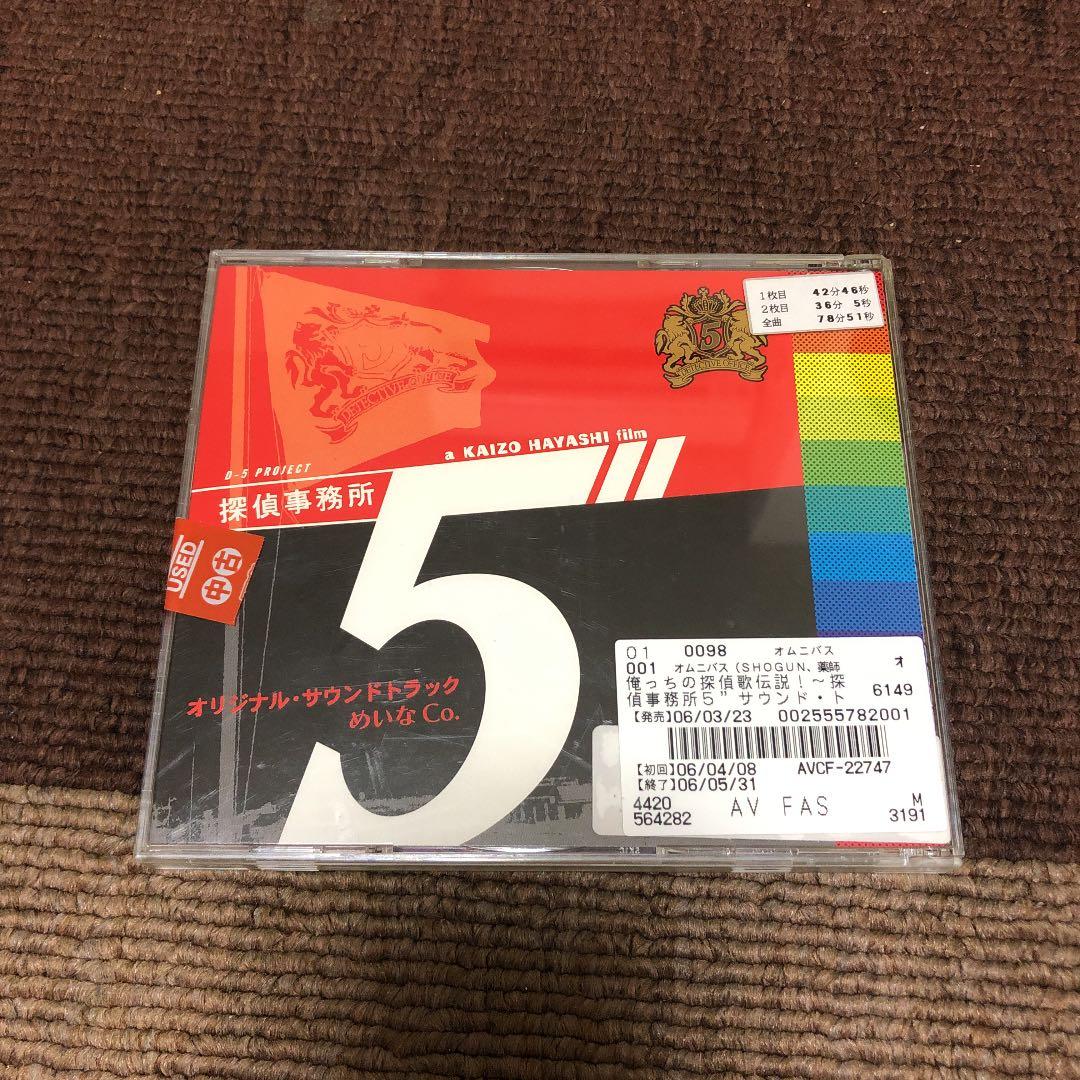 1枚目 42分46秒
2枚目 36分 5秒
全曲 78分51秒
5
DETECTIVE OFFICE
5
DETECTIVE OFFICE
a KAIZO HAYASHI film
D-5 PROJECT
探偵事務所
5"
USED
中古
オリジナル・サウンドトラック
めいなCo.
01 0098 オムニバス
001 オムニバス(SHOGUN、薬師 オ
俺っちの探偵歌伝説!~探
偵事務所5"サウンド・ト 6149
【発売】06/03/23 002555782001
【初回】06/04/08 AVCF-22747
【終了】06/05/31
4420 AV FAS M
564282 3191